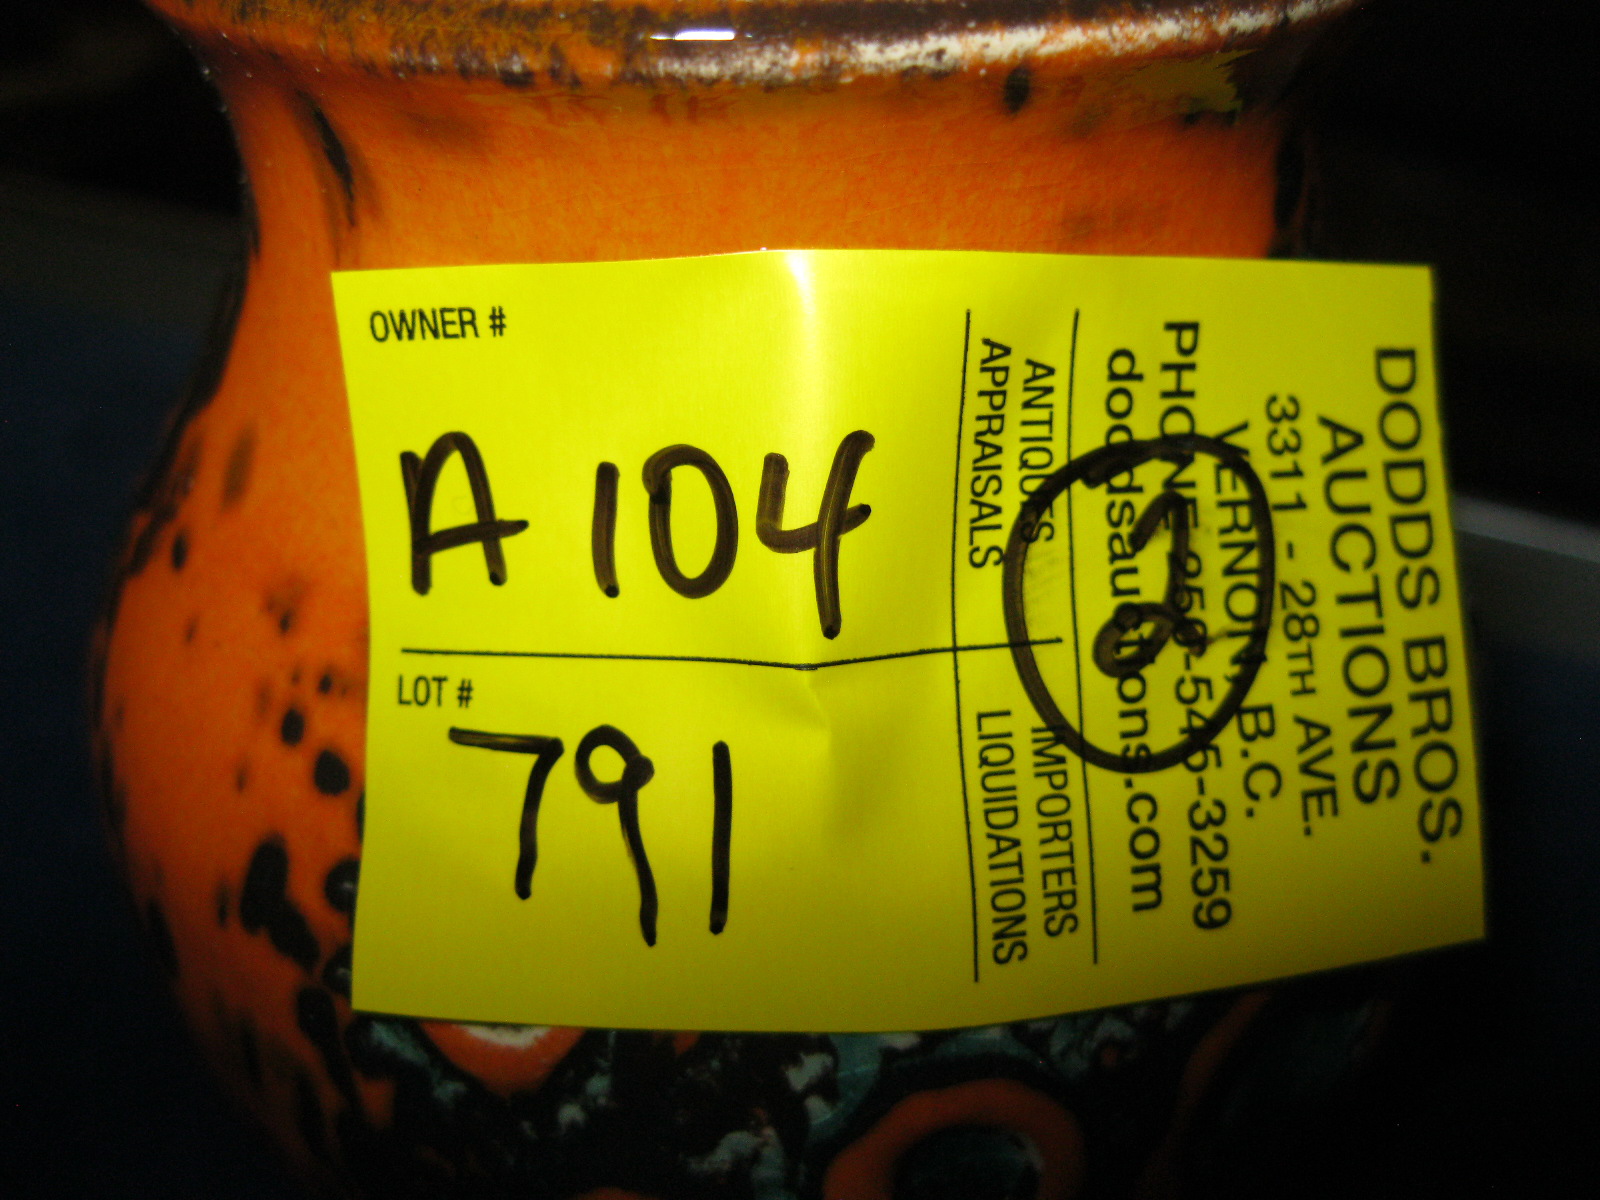 OWNER #
A 104
LOT #
791
DODDS BROS.
AUCTIONS
3311 - 28TH AVE.
VERNON, B.C.
PHONE 250-545-3259
doddsauctions.com
ANTIQUES IMPORTERS
APPRAISALS LIQUIDATIONS